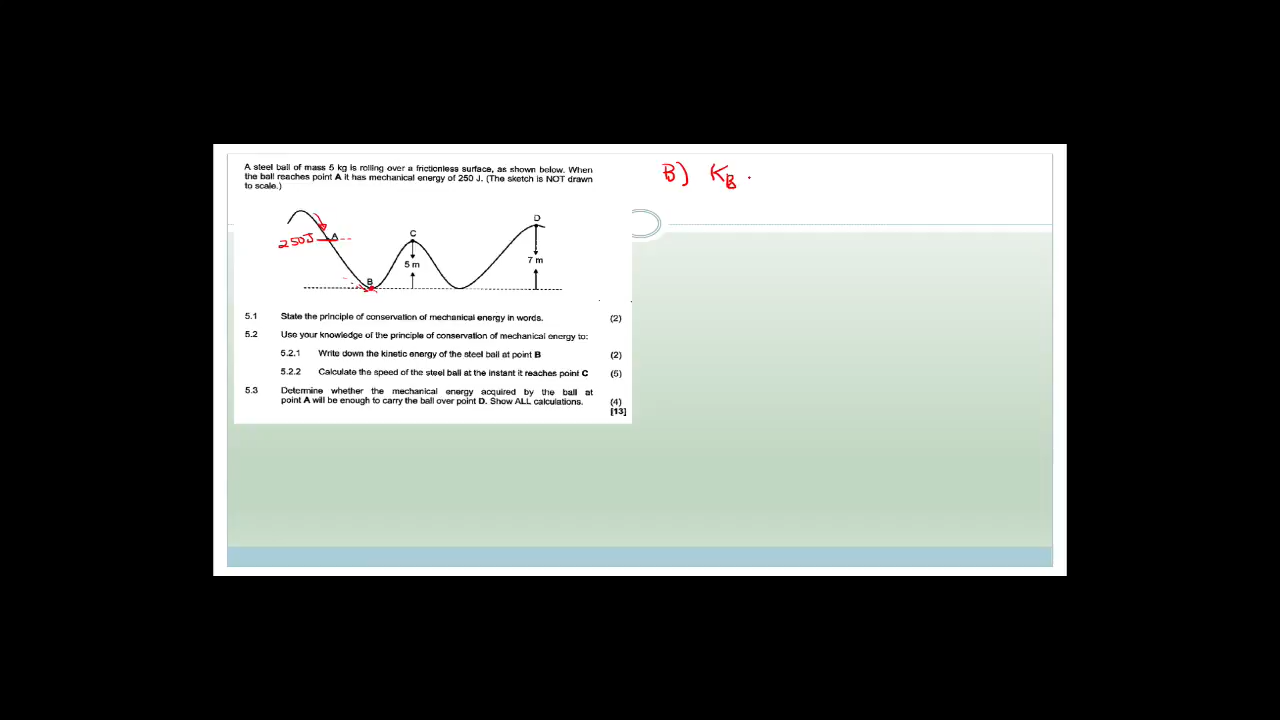 A steel ball of mass 5 kg is rolling over a frictionless surface, as shown below. When
the ball reaches point A it has mechanical energy of 250 J. (The sketch is NOT drawn
to scale.)
B) KB
D
A
250J
C
5 m
7 m
B
5.1 State the principle of conservation of mechanical energy in words. (2)
5.2 Use your knowledge of the principle of conservation of mechanical energy to:
5.2.1 Write down the kinetic energy of the steel ball at point B (2)
5.2.2 Calculate the speed of the steel ball at the instant it reaches point C (5)
5.3 Determine whether the mechanical energy acquired by the ball at
point A will be enough to carry the ball over point D. Show ALL calculations. (4)
[13]